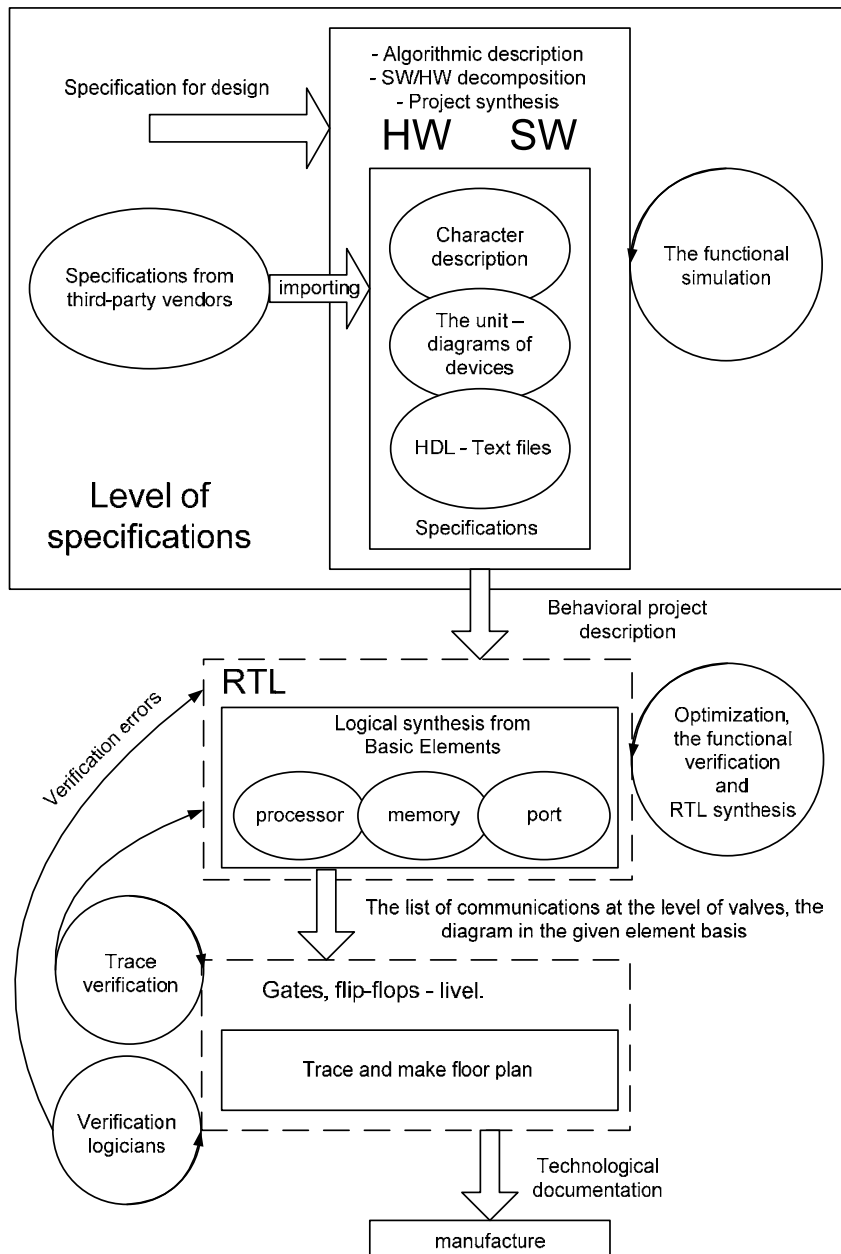 - Algorithmic description
- SW/HW decomposition
- Project synthesis
HW SW
Specification for design
Character
description
The functional
simulation
Specifications from
third-party vendors
importing
The unit –
diagrams of
devices
HDL - Text files
Specifications
Level of
specifications
Behavioral project
description
RTL
Logical synthesis from
Basic Elements
processor
memory
port
Optimization,
the functional
verification
and
RTL synthesis
Verification errors
The list of communications at the level of valves, the
diagram in the given element basis
Trace
verification
Gates, flip-flops - livel.
Trace and make floor plan
Verification
logicians
Technological
documentation
manufacture